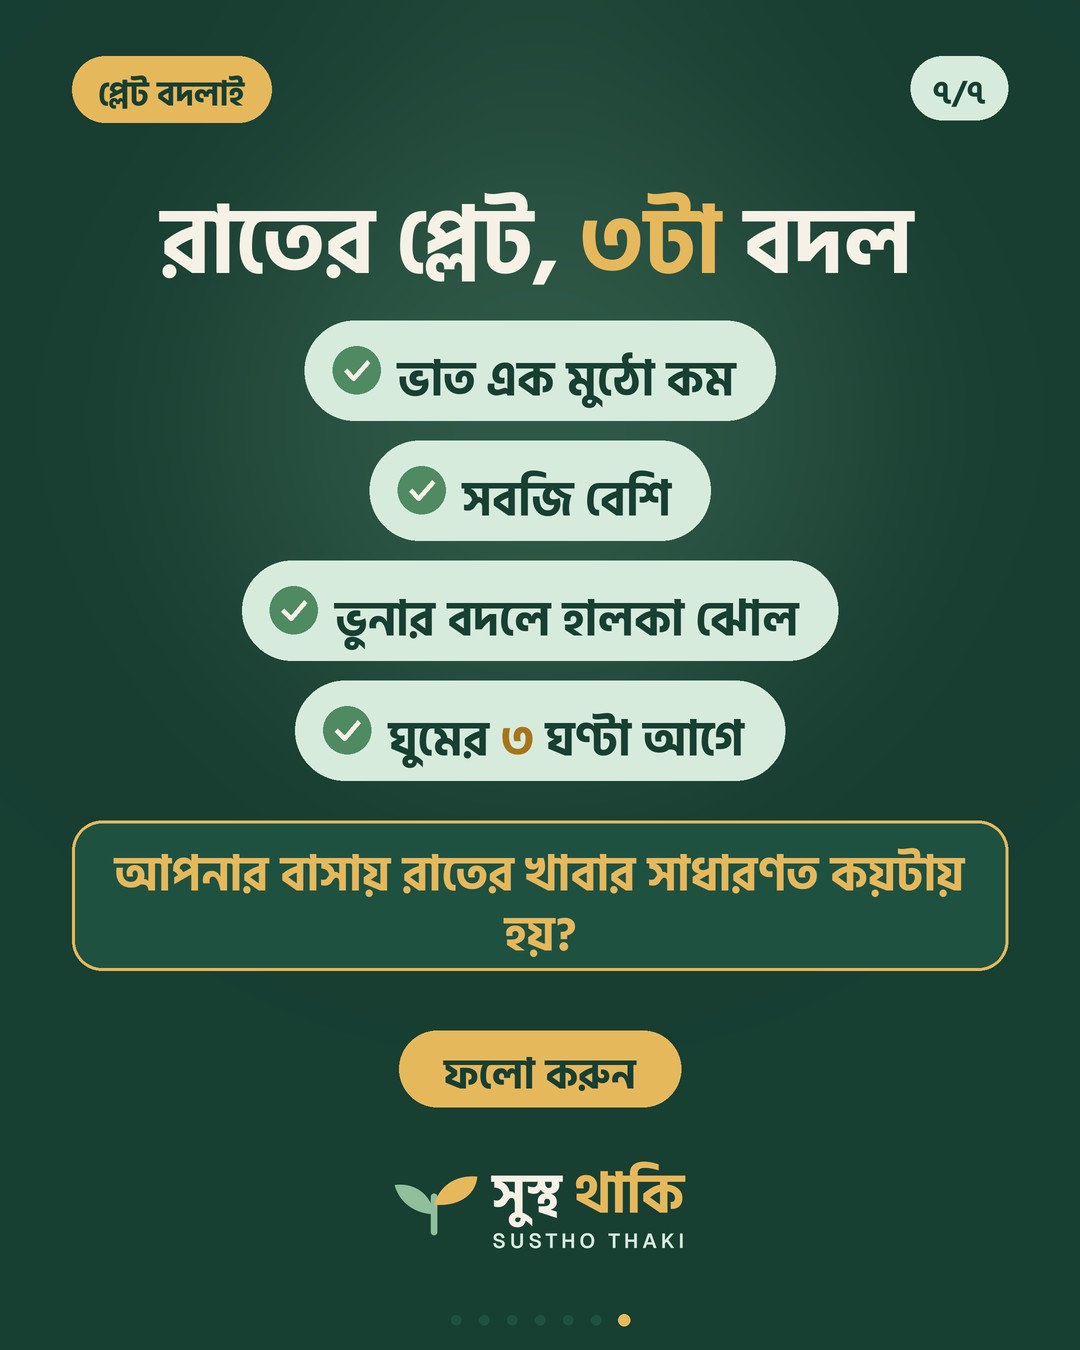 প্লেট বদলাই
৭/৭
রাতের প্লেট, ৩টা বদল
ভাত এক মুঠো কম
সবজি বেশি
ভুনার বদলে হালকা ঝোল
ঘুমের ৩ ঘণ্টা আগে
আপনার বাসায় রাতের খাবার সাধারণত কয়টায়
হয়?
ফলো করুন
সুস্থ থাকি
SUSTHO THAKI